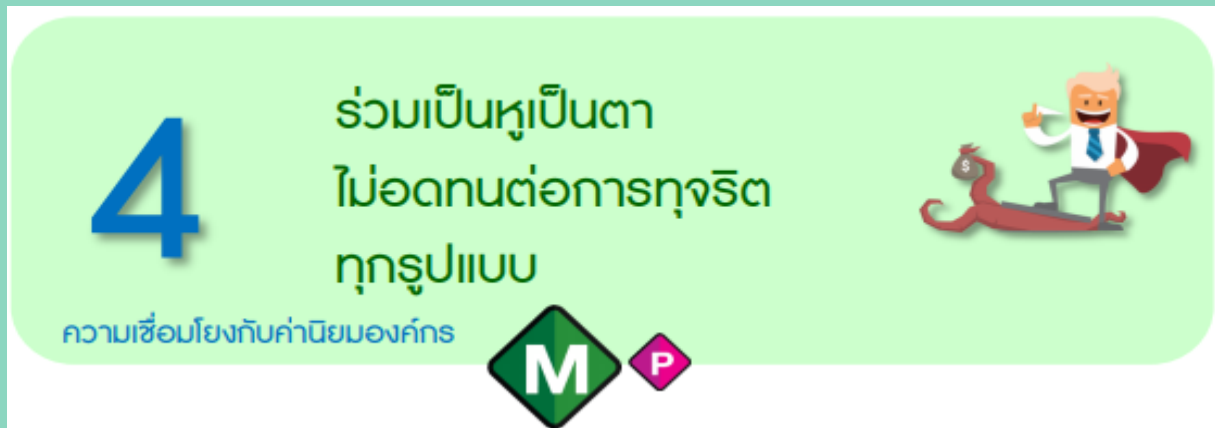 4
ร่วมเป็นหูเป็นตา
ไม่อดทนต่อการทุจริต
ทุกรูปแบบ
ความเชื่อมโยงกับค่านิยมองค์กร
M P
$